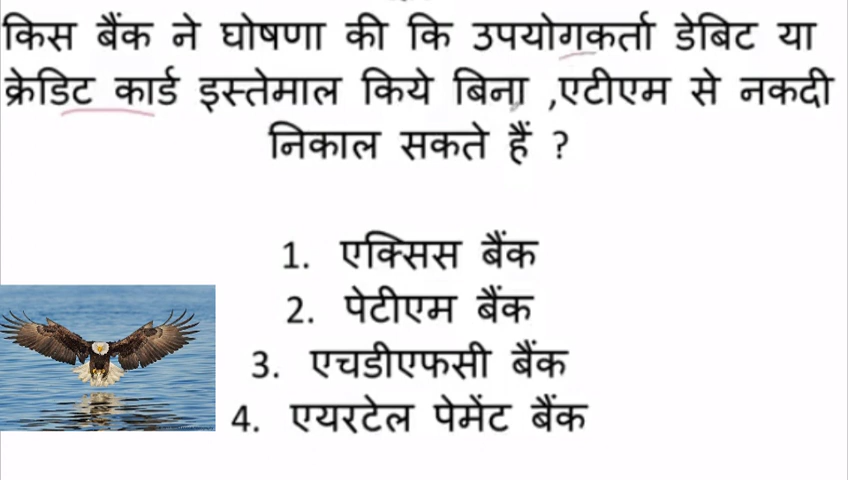 किस बैंक ने घोषणा की कि उपयोगकर्ता डेबिट या
क्रेडिट कार्ड इस्तेमाल किये बिना ,एटीएम से नकदी
निकाल सकते हैं ?
1. एक्सिस बैंक
2. पेटीएम बैंक
3. एचडीएफसी बैंक
4. एयरटेल पेमेंट बैंक